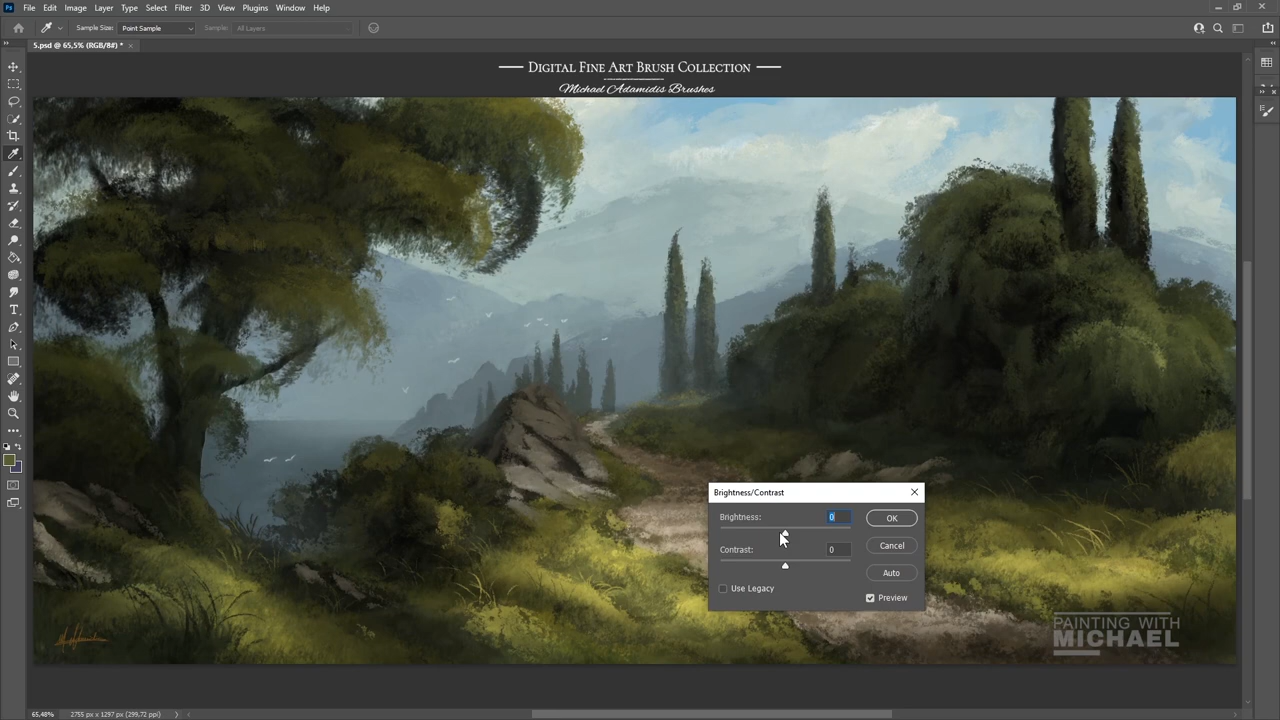 Ps File Edit Image Layer Type Select Filter 3D View Plugins Window Help
Sample Size: Point Sample Sample: All Layers
5.psd @ 65,5% (RGB/8#) *
DIGITAL FINE ART BRUSH COLLECTION
Michael Adamidis Brushes
Brightness/Contrast
Brightness: 0
OK
Contrast: 0
Cancel
Auto
Use Legacy
Preview
PAINTING WITH
MICHAEL
65,48% 2755 px x 1297 px (299,72 ppi)